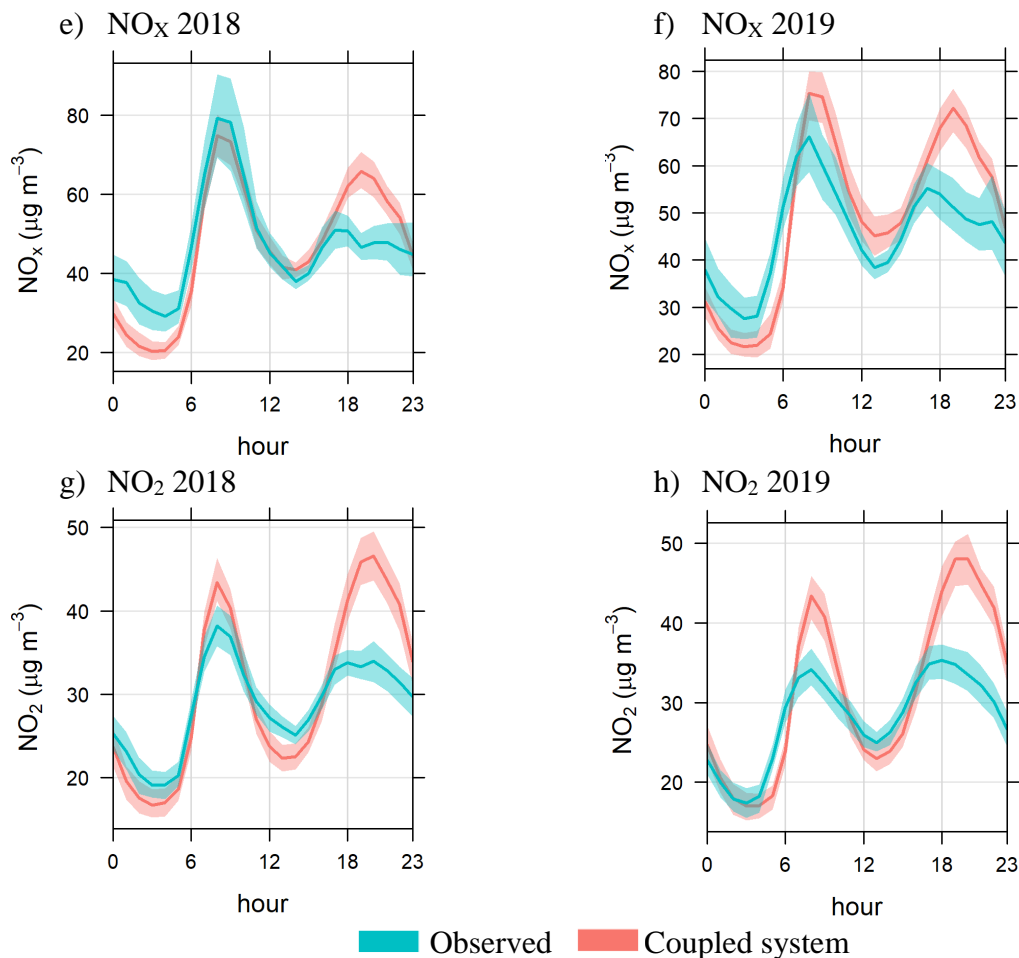 e) NOX 2018
f) NOX 2019
80
60
40
20
NOx (µg m−3)
0 6 12 18 23
hour
80
70
60
50
40
30
20
NOx (µg m−3)
0 6 12 18 23
hour
g) NO2 2018
h) NO2 2019
50
40
30
20
NO2 (µg m−3)
0 6 12 18 23
hour
50
40
30
20
NO2 (µg m−3)
0 6 12 18 23
hour
Observed Coupled system